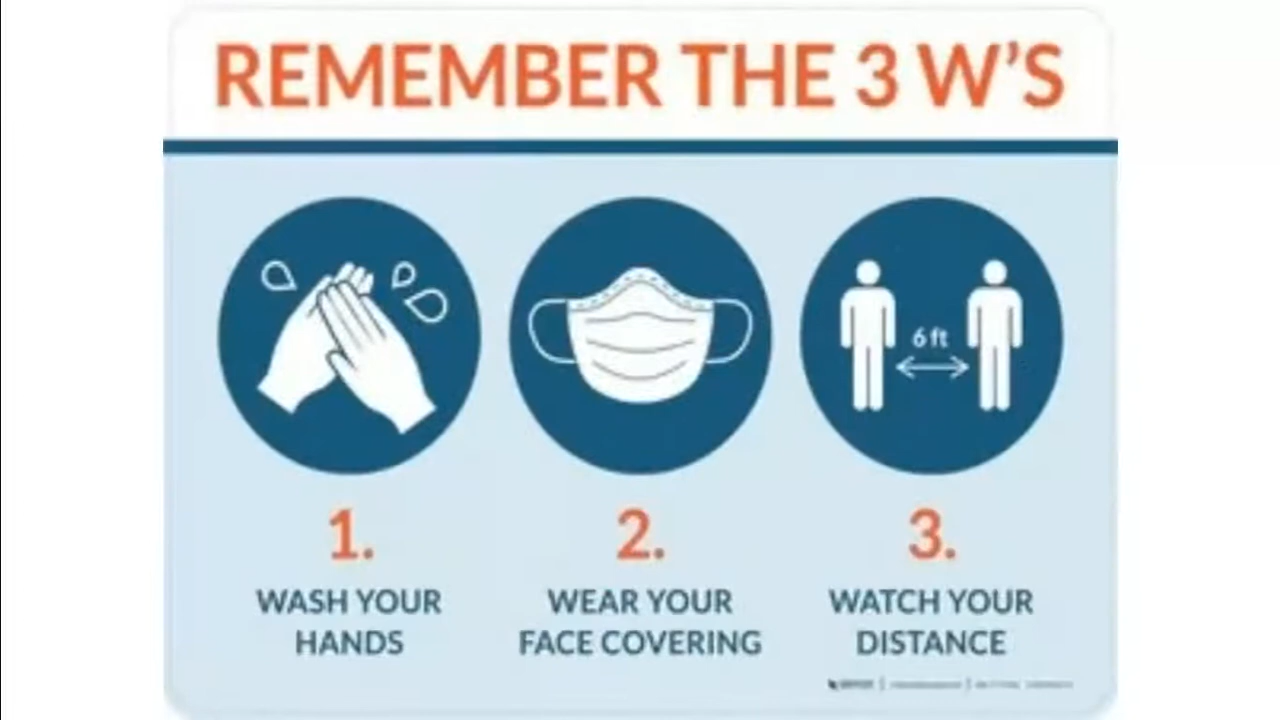 REMEMBER THE 3 W'S
6 ft
1.
WASH YOUR
HANDS
2.
WEAR YOUR
FACE COVERING
3.
WATCH YOUR
DISTANCE